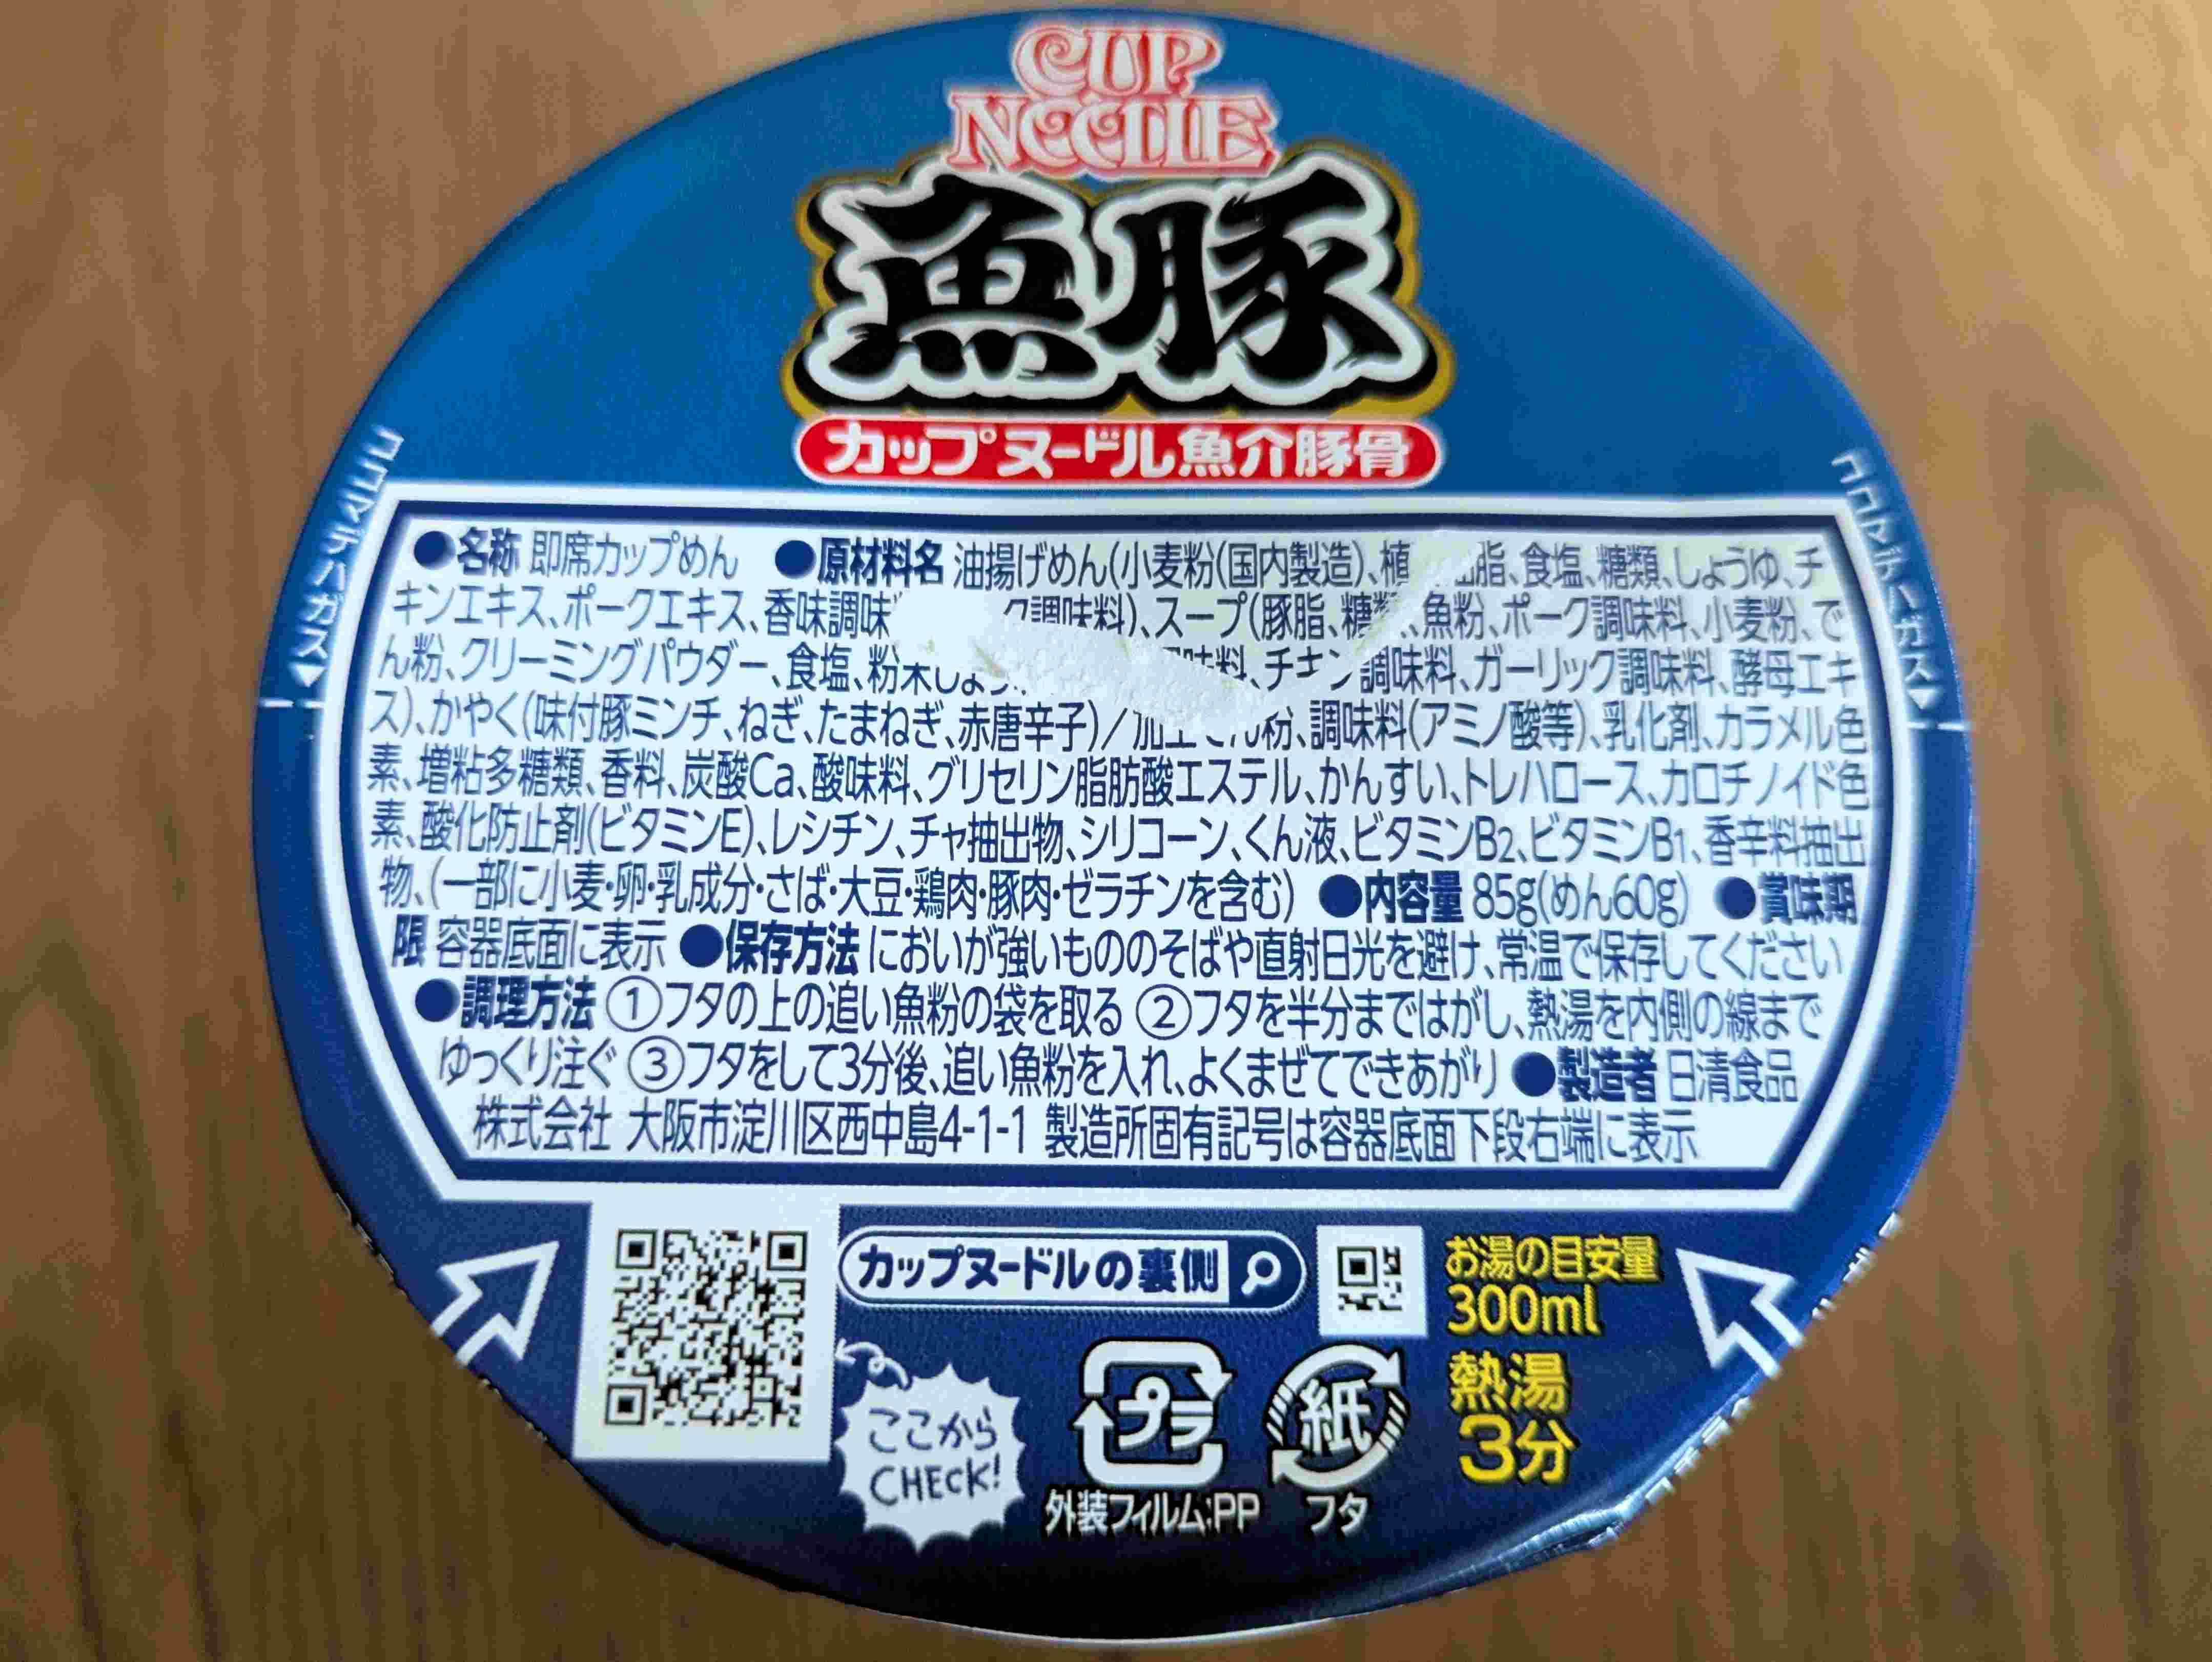 CUP
NOODLE
魚豚
カップヌードル魚介豚骨
ココマデハガス
ココマデハガス
●名称 即席カップめん ●原材料名 油揚げめん(小麦粉(国内製造)、植 脂、食塩、糖類、しょうゆ、チ
キンエキス、ポークエキス、香味調味 ク調味料)、スープ(豚脂、糖類、魚粉、ポーク調味料、小麦粉、で
ん粉、クリーミングパウダー、食塩、粉末しょう 味料、チキン調味料、ガーリック調味料、酵母エキ
ス)、かやく(味付豚ミンチ、ねぎ、たまねぎ、赤唐辛子)/加工でん粉、調味料(アミノ酸等)、乳化剤、カラメル色
素、増粘多糖類、香料、炭酸Ca、酸味料、グリセリン脂肪酸エステル、かんすい、トレハロース、カロチノイド色
素、酸化防止剤(ビタミンE)、レシチン、チャ抽出物、シリコーン、くん液、ビタミンB2、ビタミンB1、香辛料抽出
物、(一部に小麦・卵・乳成分・さば・大豆・鶏肉・豚肉・ゼラチンを含む) ●内容量 85g(めん60g) ●賞味期
限 容器底面に表示 ●保存方法 においが強いもののそばや直射日光を避け、常温で保存してください
●調理方法 ①フタの上の追い魚粉の袋を取る ②フタを半分まではがし、熱湯を内側の線まで
ゆっくり注ぐ ③フタをして3分後、追い魚粉を入れ、よくまぜてできあがり ●製造者 日清食品
株式会社 大阪市淀川区西中島4-1-1 製造所固有記号は容器底面下段右端に表示
カップヌードルの裏側
お湯の目安量
300ml
熱湯
3分
ここから
CHECK!
プラ
紙
外装フィルム:PP
フタ